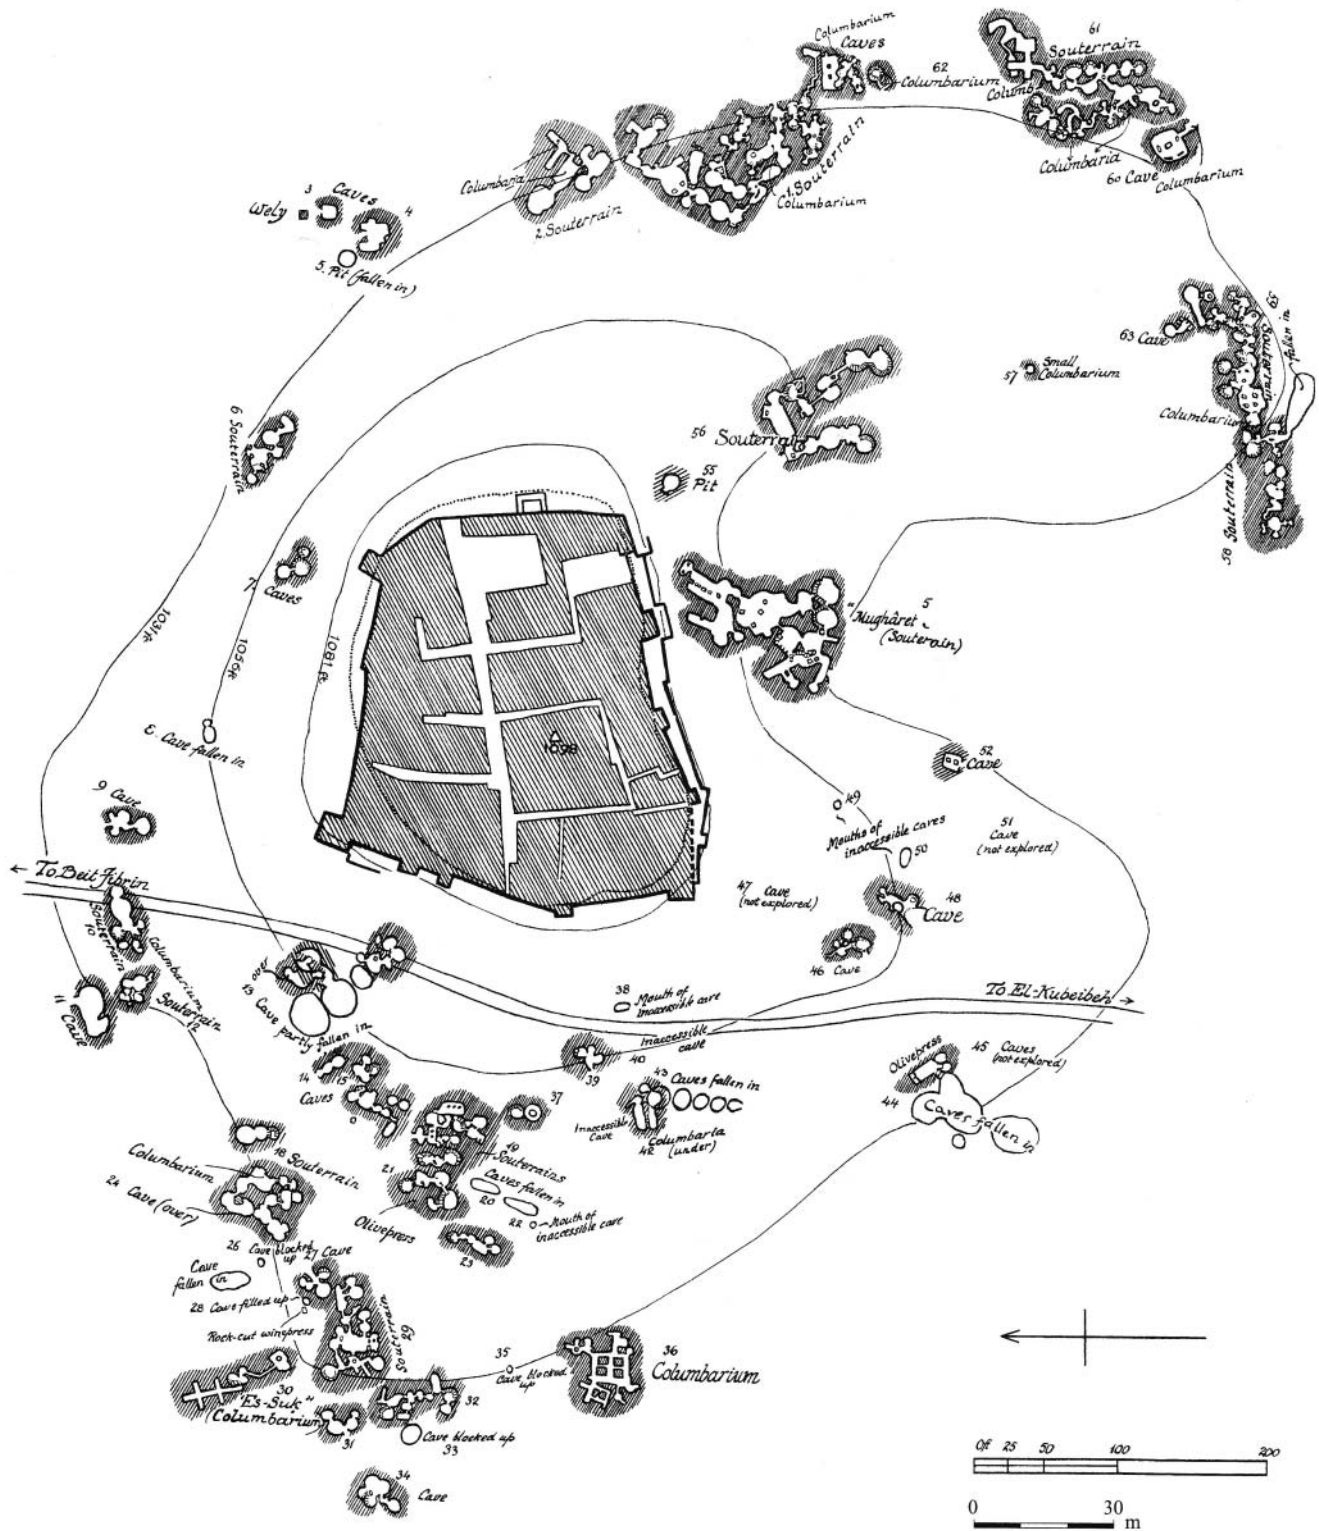 Columbarium
Caves
62
Columbarium
61
Souterrain
Columb
Columbaria
60 Cave
Columbarium
1. Souterrain
Columbarium
Columbaria
2. Souterrain
3
Caves
Wely
4
5. Pit (fallen in)
59
Souterrain
fallen in
63 Cave
57
Small
Columbarium
Columbarium
58 Souterrain
56
Souterrain
55
Pit
6 Souterrain
7. Caves
1031 ft
1056 ft
1081 ft
1098
"Mughâret
5
(Souterain)
8. Cave fallen in
9 Cave
52
Cave
49
Mouths of
inaccessible caves
50
51
Cave
(not explored)
To Beit Jibrin
47 Cave
(not explored)
48
Cave
46 Cave
10
Souterrain
Columbarium
Souterrain
12
11
Cave
over
13 Cave partly fallen in
38
Mouth of
Inaccessible cave
To El-Kubeibeh
Inaccessible
cave
40
39
14
15
Caves
37
43
Caves fallen in
Inaccessible
Cave
42
Columbaria
(under)
Olivepress
45 Caves
(not explored)
44
Caves fallen in
18 Souterrain
Columbarium
24
Cave (over)
19
Souterrains
21
Olivepress
Caves fallen in
20
22
Mouth of
inaccessible cave
23
26
Cave blocked
up
27 Cave
Cave
fallen in
28 Cave filled up
Rock-cut winepress
29
Souterrain
30
"Es-Suk"
(Columbarium)
31
32
Cave blocked up
33
34
Cave
35
Cave blocked
up
36
Columbarium
0ft 25 50 100 200
0 30
m